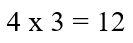 4 x 3 = 12